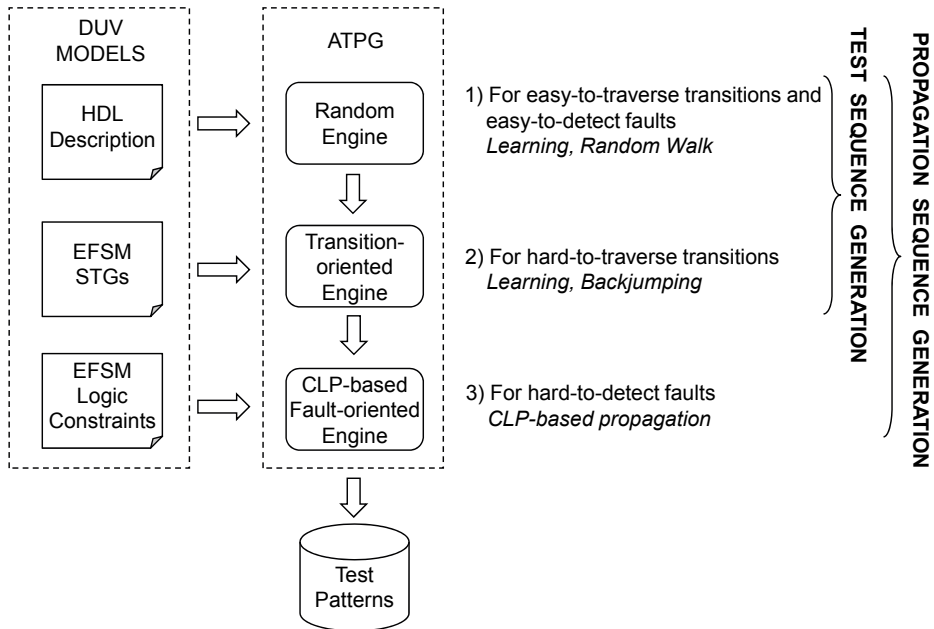 DUV
MODELS
HDL
Description
EFSM
STGs
EFSM
Logic
Constraints
ATPG
Random
Engine
Transition-
oriented
Engine
CLP-based
Fault-oriented
Engine
Test
Patterns
1) For easy-to-traverse transitions and
easy-to-detect faults
Learning, Random Walk
2) For hard-to-traverse transitions
Learning, Backjumping
3) For hard-to-detect faults
CLP-based propagation
TEST SEQUENCE GENERATION
PROPAGATION SEQUENCE GENERATION